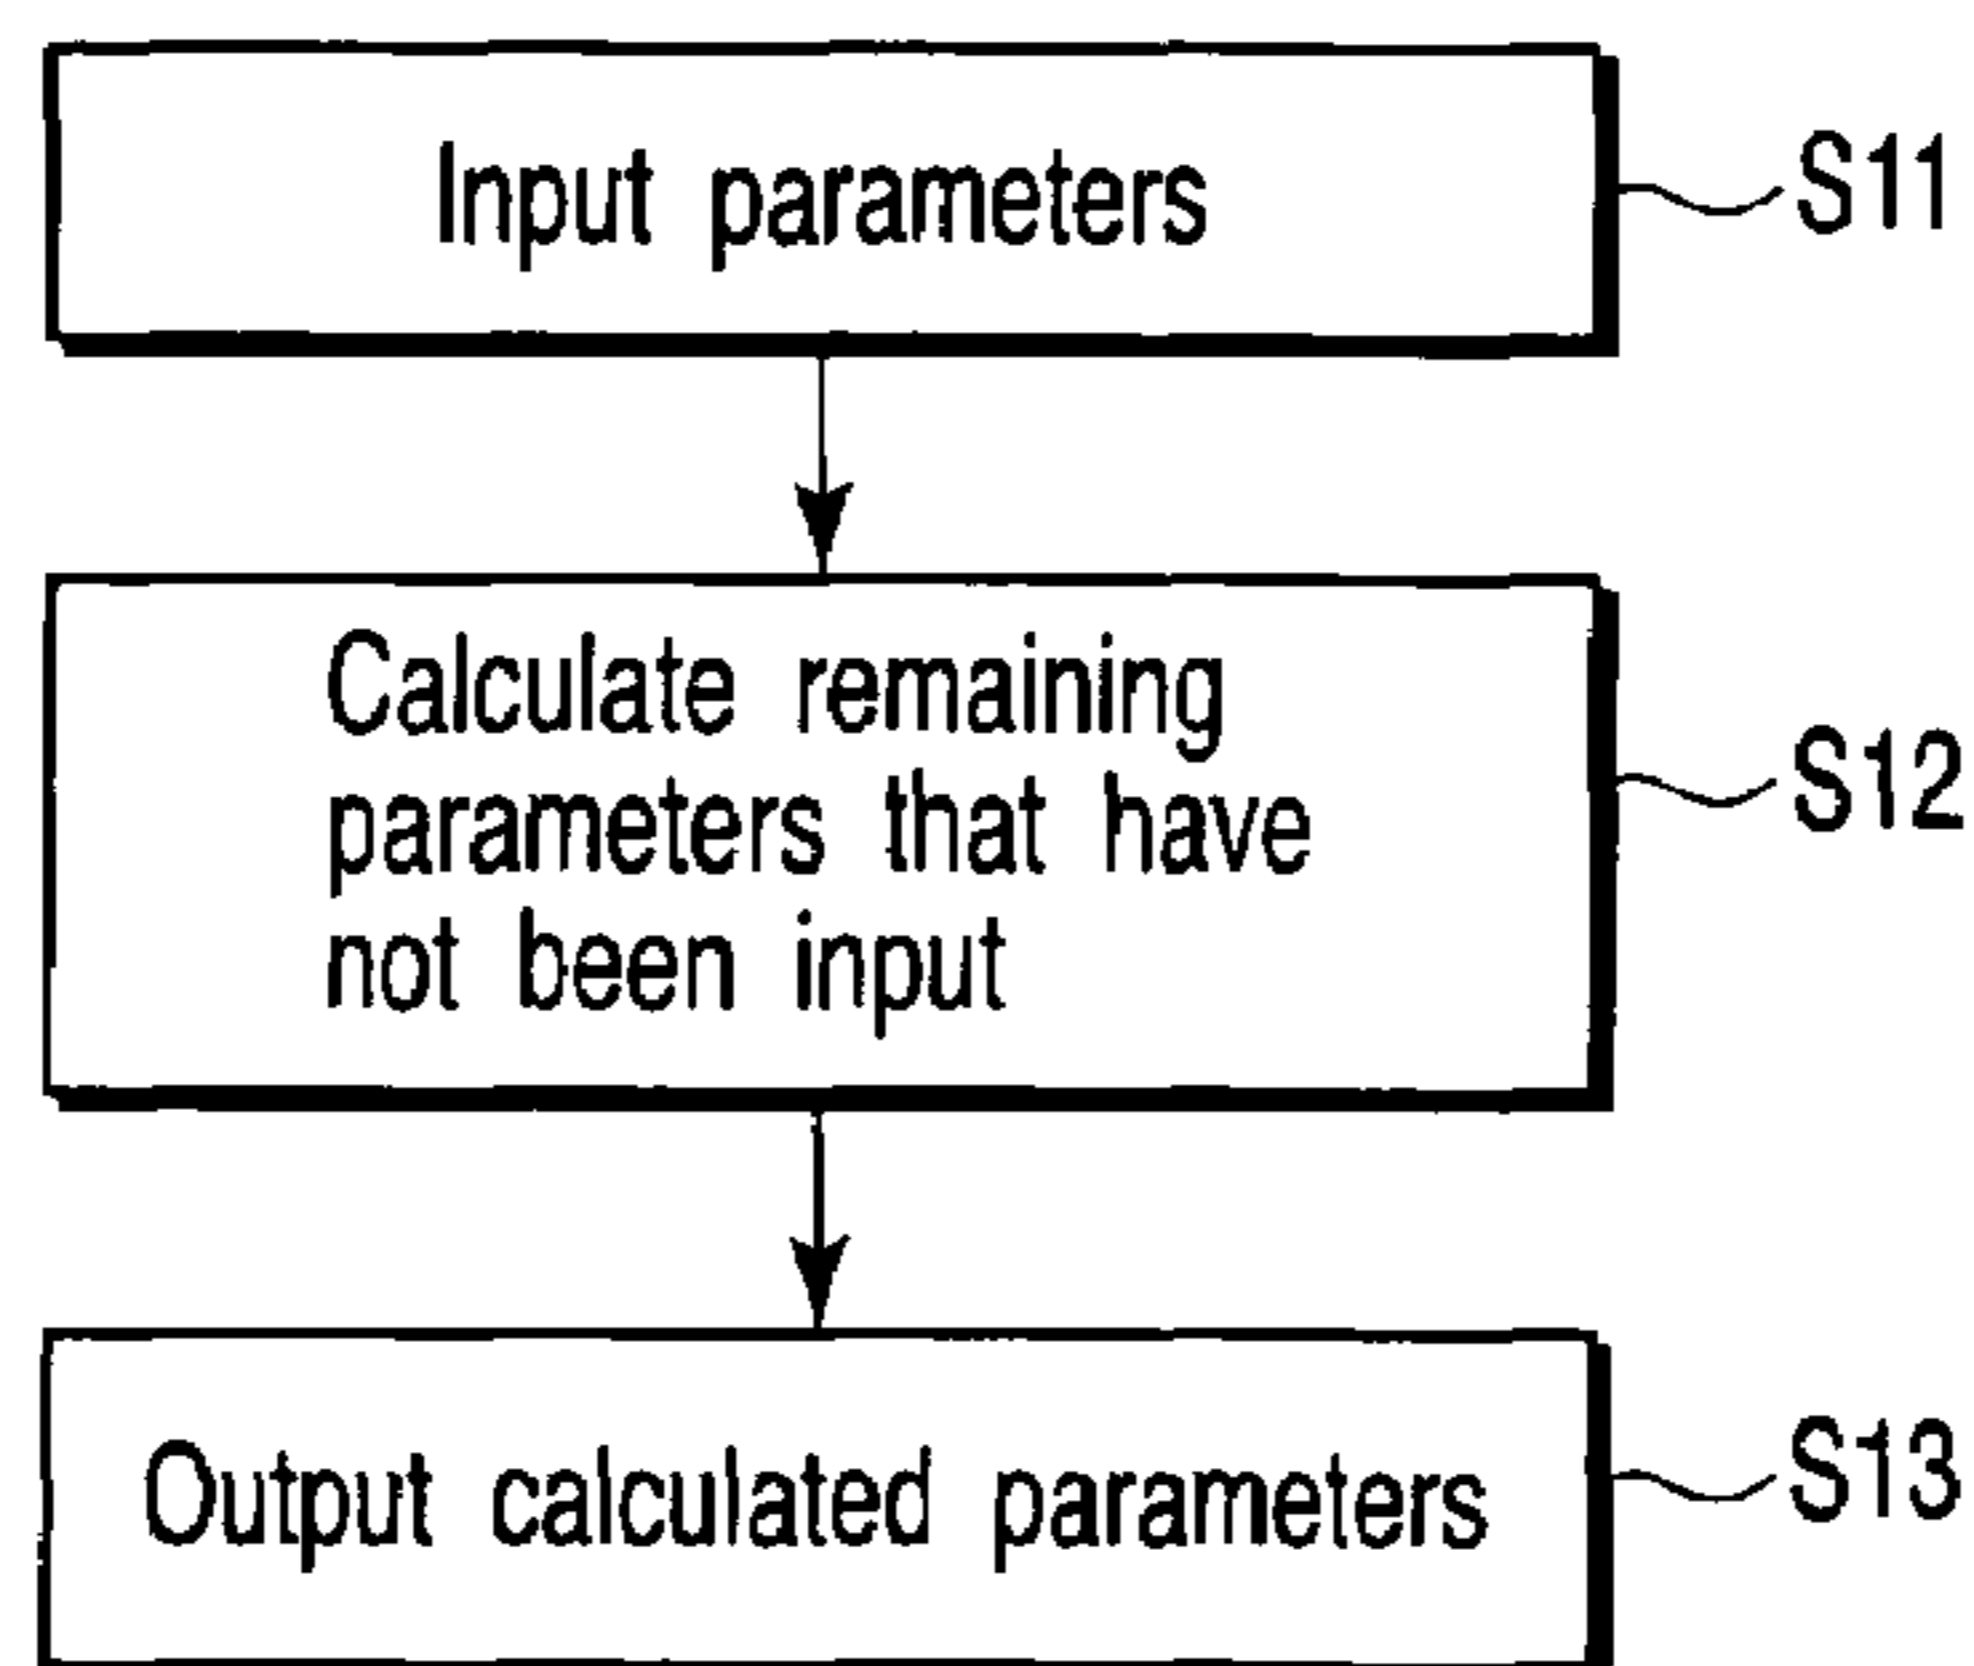 Input parameters
S11
Calculate remaining
parameters that have
not been input
S12
Output calculated parameters
S13